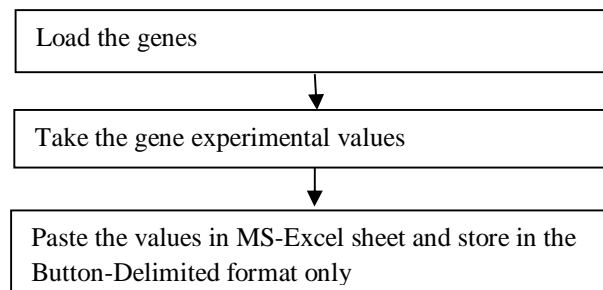 Load the genes
Take the gene experimental values
Paste the values in MS-Excel sheet and store in the
Button-Delimited format only